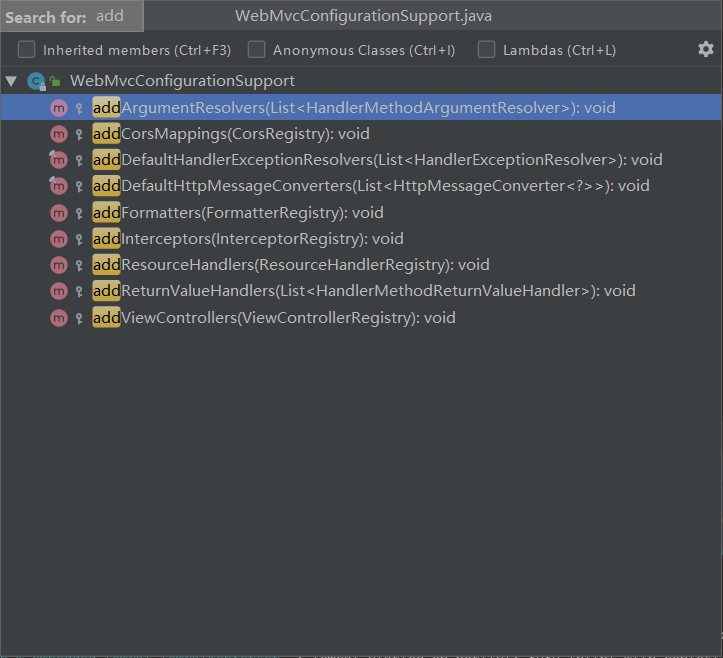 Search for: add WebMvcConfigurationSupport.java
Inherited members (Ctrl+F3) Anonymous Classes (Ctrl+I) Lambdas (Ctrl+L)
C WebMvcConfigurationSupport
m addArgumentResolvers(List<HandlerMethodArgumentResolver>): void
m addCorsMappings(CorsRegistry): void
m addDefaultHandlerExceptionResolvers(List<HandlerExceptionResolver>): void
m addDefaultHttpMessageConverters(List<HttpMessageConverter<?>>): void
m addFormatters(FormatterRegistry): void
m addInterceptors(InterceptorRegistry): void
m addResourceHandlers(ResourceHandlerRegistry): void
m addReturnValueHandlers(List<HandlerMethodReturnValueHandler>): void
m addViewControllers(ViewControllerRegistry): void